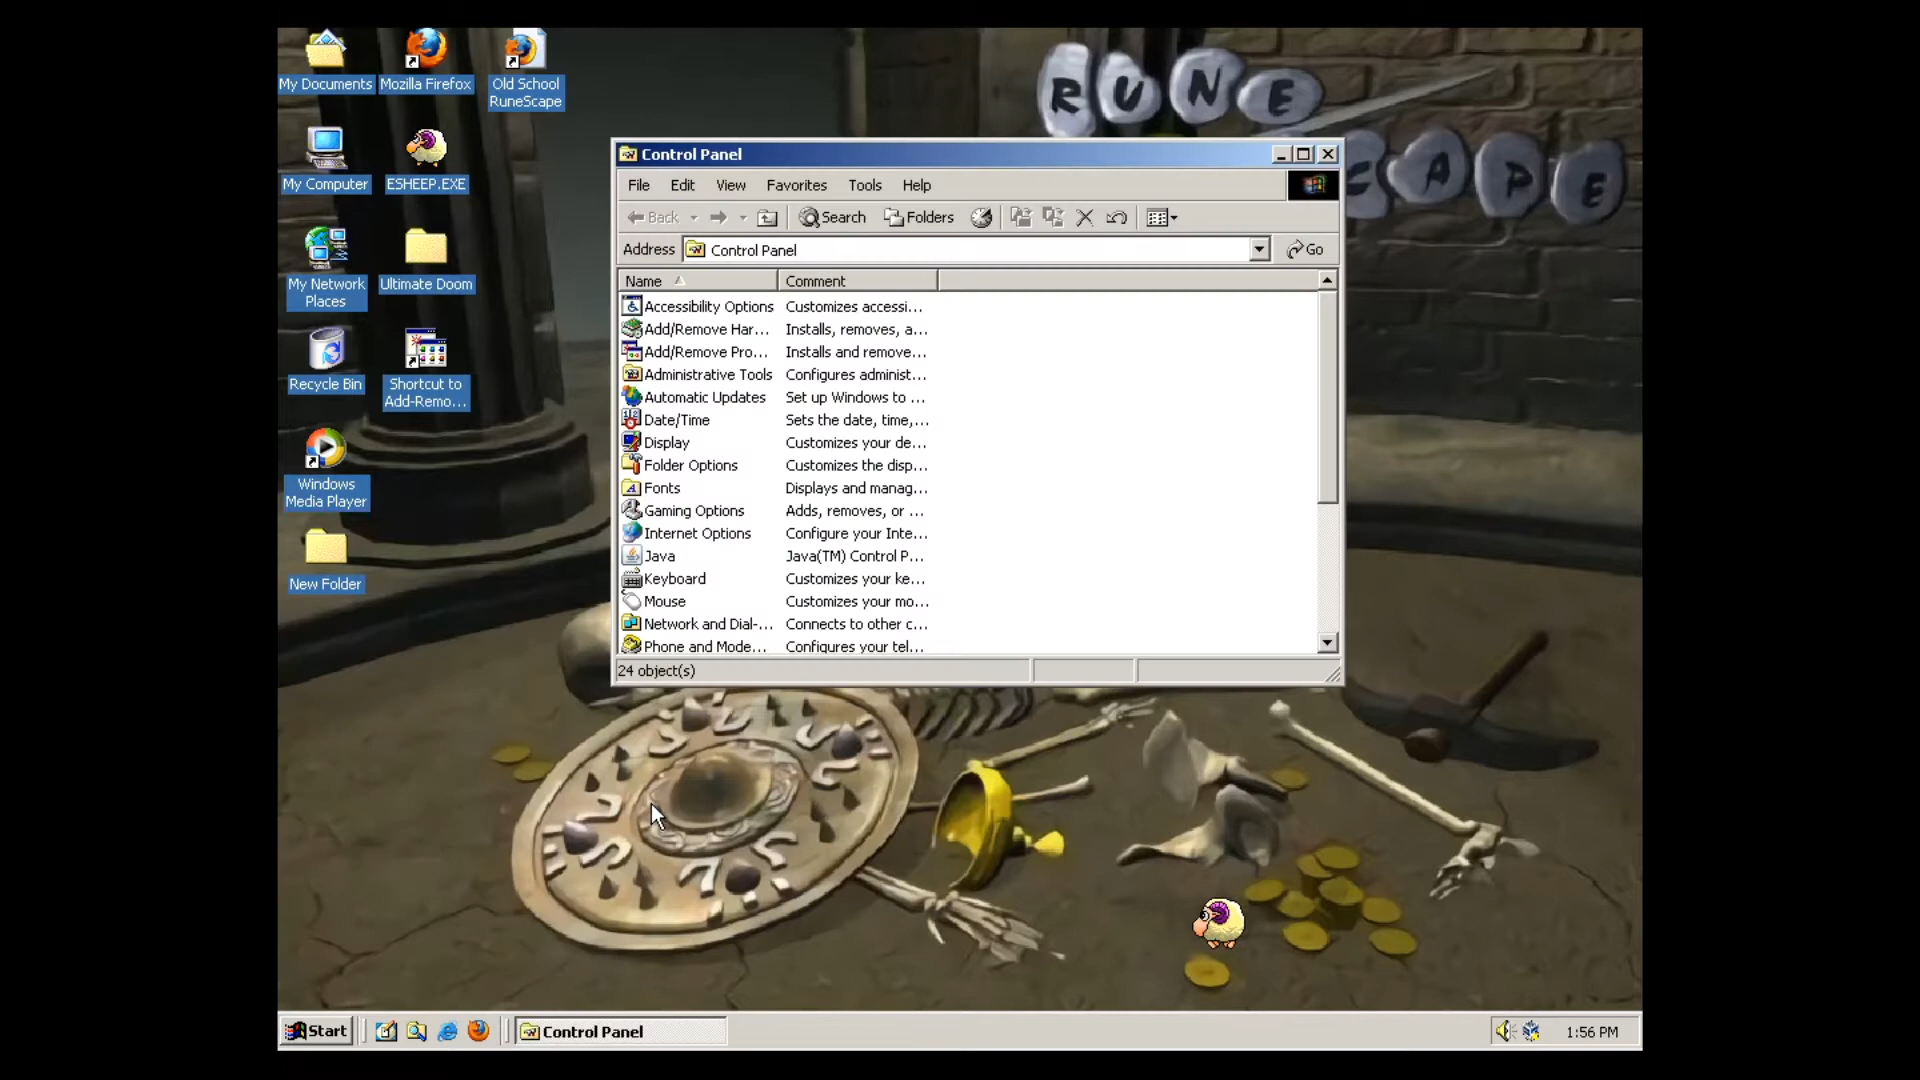 My Documents
Mozilla Firefox
Old School
RuneScape
My Computer
ESHEEP.EXE
My Network
Places
Ultimate Doom
Recycle Bin
Shortcut to
Add-Remo...
Windows
Media Player
New Folder
RUNE
CAPE
Control Panel
File Edit View Favorites Tools Help
Back Search Folders
Address Control Panel Go
Name Comment
Accessibility Options Customizes accessi...
Add/Remove Har... Installs, removes, a...
Add/Remove Pro... Installs and remove...
Administrative Tools Configures administ...
Automatic Updates Set up Windows to ...
Date/Time Sets the date, time,...
Display Customizes your de...
Folder Options Customizes the disp...
Fonts Displays and manag...
Gaming Options Adds, removes, or ...
Internet Options Configure your Inte...
Java Java(TM) Control P...
Keyboard Customizes your ke...
Mouse Customizes your mo...
Network and Dial-... Connects to other c...
Phone and Mode... Configures your tel...
24 object(s)
Start Control Panel 1:56 PM